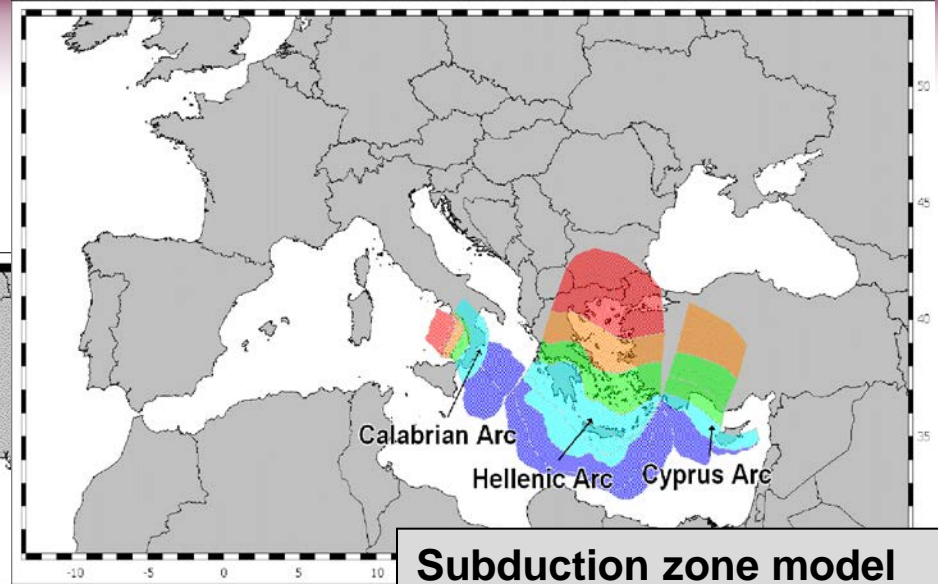 50
45
40
35
Calabrian Arc
Hellenic Arc
Cyprus Arc
-10 -5 0 5 10
Subduction zone model